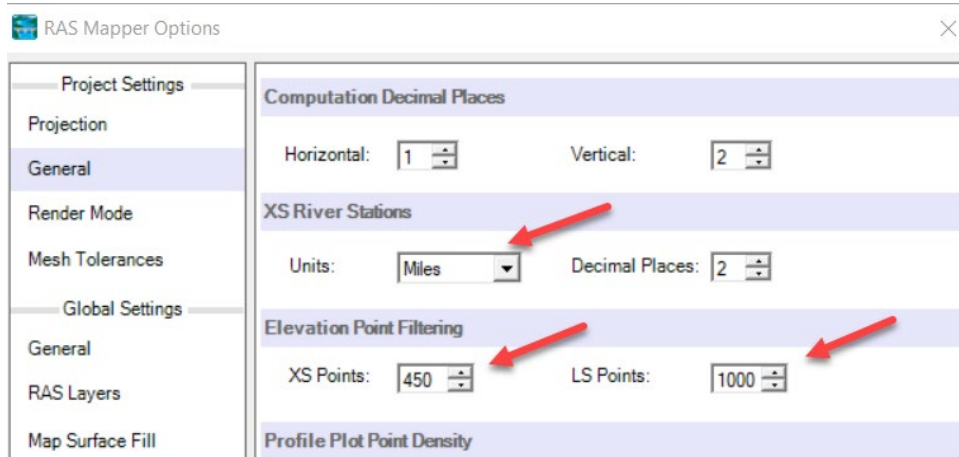 RAS Mapper Options
Project Settings
Projection
General
Render Mode
Mesh Tolerances
Global Settings
General
RAS Layers
Map Surface Fill
Computation Decimal Places
Horizontal: 1 Vertical: 2
XS River Stations
Units: Miles Decimal Places: 2
Elevation Point Filtering
XS Points: 450 LS Points: 1000
Profile Plot Point Density